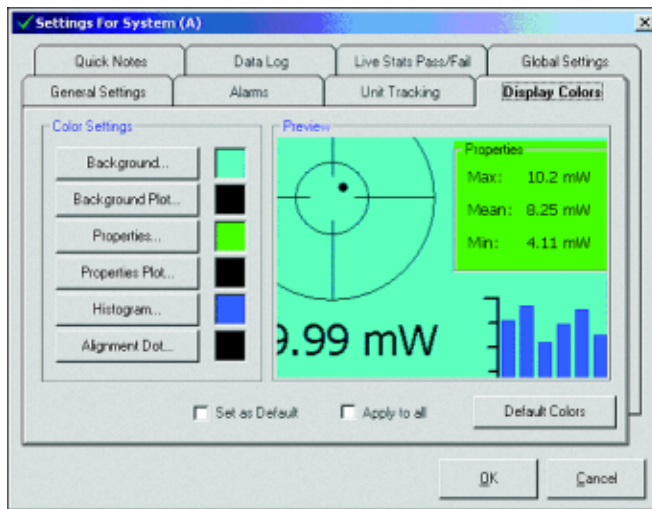 Settings For System (A)
Quick Notes
Data Log
Live Stats Pass/Fail
Global Settings
General Settings
Alarms
Unit Tracking
Display Colors
Color Settings
Background...
Background Plot...
Properties...
Properties Plot...
Histogram...
Alignment Dot...
Preview
Properties
Max: 10.2 mW
Mean: 8.25 mW
Min: 4.11 mW
9.99 mW
Set as Default
Apply to all
Default Colors
OK
Cancel